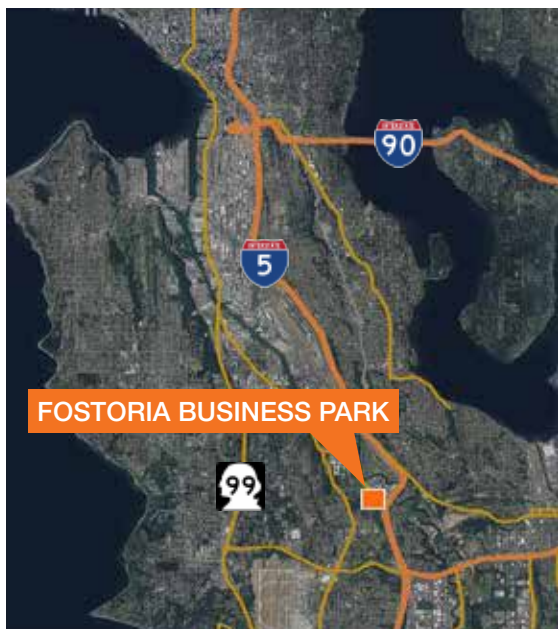 INTERSTATE
90
INTERSTATE
5
FOSTORIA BUSINESS PARK
99